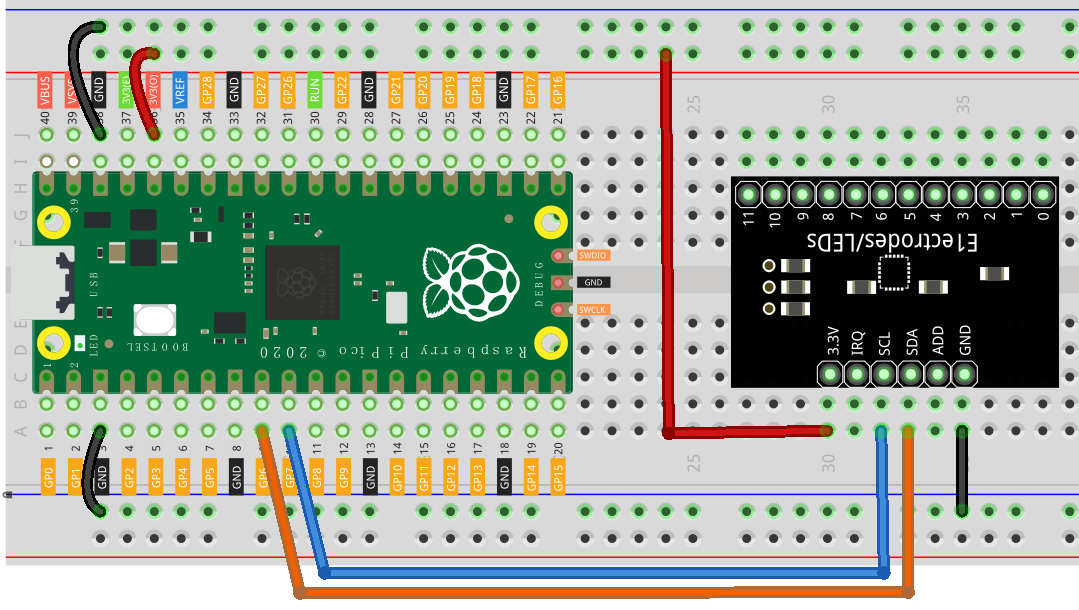 VBUS VSYS GND 3V3(E) 3V3(O) VREF GP28 GND GP27 GP26 RUN GP22 GND GP21 GP20 GP19 GP18 GND GP17 GP16
40 39 38 37 36 35 34 33 32 31 30 29 28 27 26 25 24 23 22 21
25 30 35
J
I
H
G
F
39
11 10 9 8 7 6 5 4 3 2 1 0
E1ectrodes/LEDs
USB
DEBUG
SWDIO
GND
SWCLK
E
D
C
B
A
LED
BOOTSEL
Raspberry Pi Pico © 2020
1 2
3.3V IRQ SCL SDA ADD GND
1 2 3 4 5 6 7 8 11 12 13 14 15 16 17 18 19 20
25 30
GP0 GP1 GND GP2 GP3 GP4 GP5 GND GP6 GP7 GP8 GP9 GND GP10 GP11 GP12 GP13 GND GP14 GP15